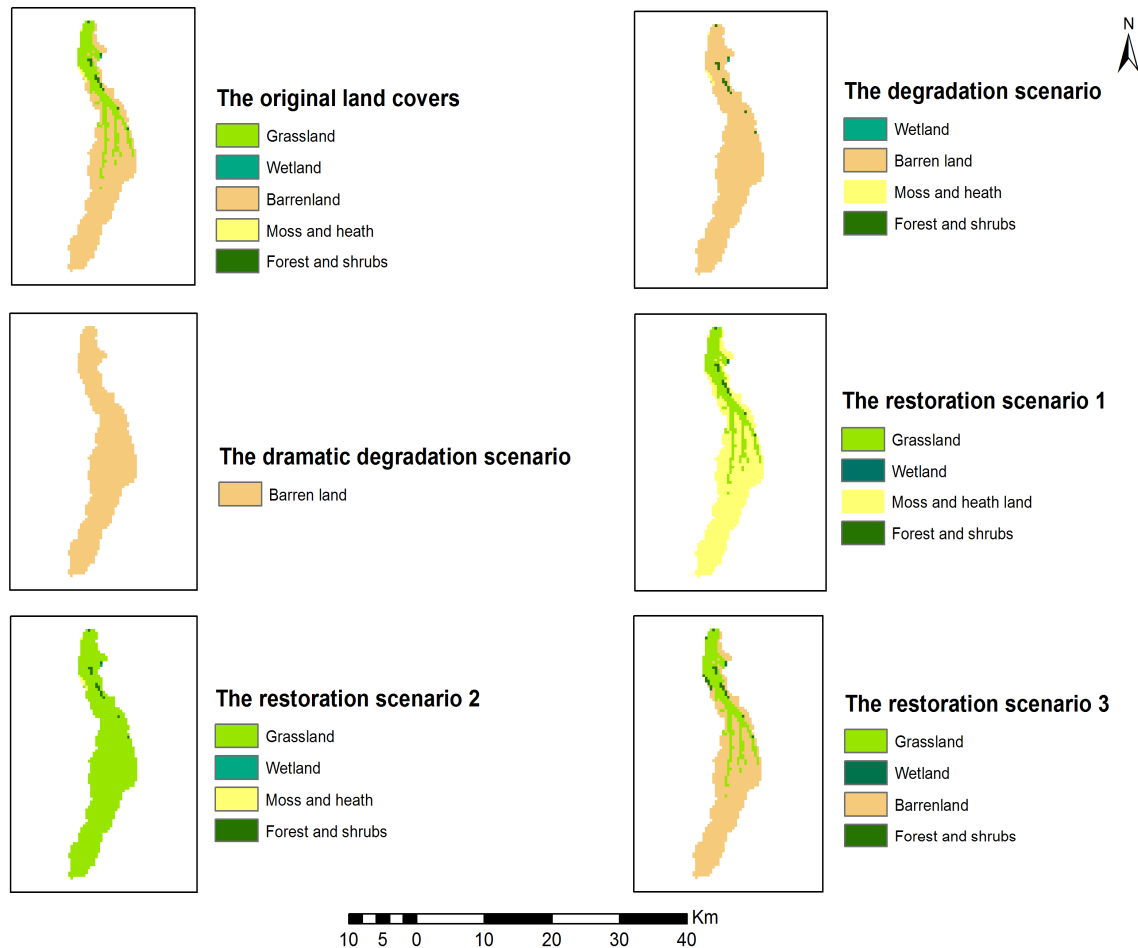 N
The original land covers
Grassland
Wetland
Barrenland
Moss and heath
Forest and shrubs
The degradation scenario
Wetland
Barren land
Moss and heath
Forest and shrubs
The dramatic degradation scenario
Barren land
The restoration scenario 1
Grassland
Wetland
Moss and heath land
Forest and shrubs
The restoration scenario 2
Grassland
Wetland
Moss and heath
Forest and shrubs
The restoration scenario 3
Grassland
Wetland
Barrenland
Forest and shrubs
Km
10 5 0 10 20 30 40